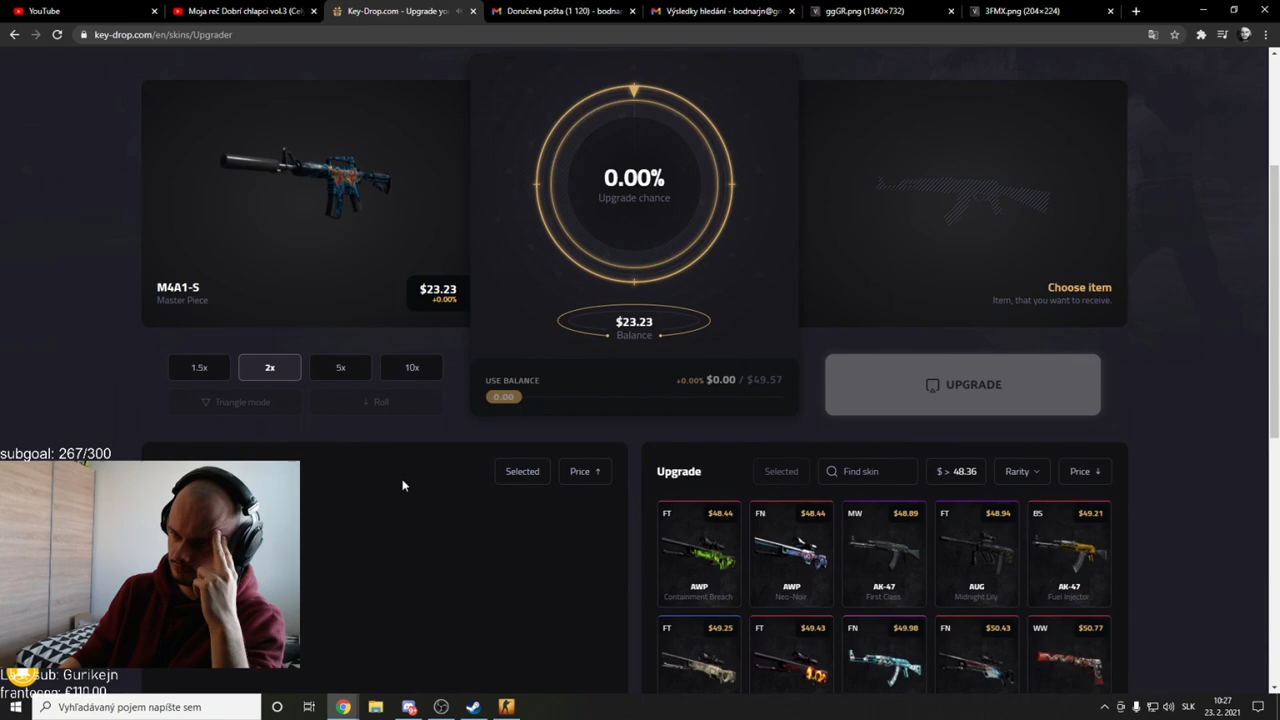 YouTube
Moja reč Dobrí chlapci vol.3 (Cel
Key-Drop.com - Upgrade yo
Doručená pošta (1 120) - bodnar
Výsledky hledání - bodnarjn@gm
ggGR.png (1360×732)
3FMX.png (204×224)
key-drop.com/en/skins/Upgrader
0.00%
Upgrade chance
M4A1-S
Master Piece
$23.23
+0.00%
Choose item
Item, that you want to receive.
$23.23
Balance
1.5x
2x
5x
10x
USE BALANCE
+0.00% $0.00 / $49.57
0.00
UPGRADE
Triangle mode
Roll
subgoal: 267/300
Selected
Price
Upgrade
Selected
Find skin
$ > 48.36
Rarity
Price
FT $48.44
FN $48.44
MW $48.89
FT $48.94
BS $49.21
AWP
AWP
AK-47
AUG
AK-47
Containment Breach
Neo-Noir
First Class
Midnight Lily
Fuel Injector
FT $49.25
FT $49.43
FN $49.98
FN $50.43
WW $50.77
sub: Gurikejn
€110.00
Vyhľadávaný pojem napíšte sem
SLK
10:27
23. 2. 2021